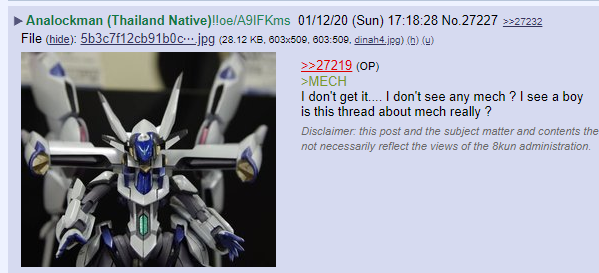 ▶ Analockman (Thailand Native)!!oe/A9IFKms 01/12/20 (Sun) 17:18:28 No.27227 >>27232
File (hide): 5b3c7f12cb91b0c⋯.jpg (28.12 KB, 603x509, 603:509, dinah4.jpg) (h) (u)
>>27219 (OP)
>MECH
I don't get it.... I don't see any mech ? I see a boy
is this thread about mech really ?
Disclaimer: this post and the subject matter and contents the
not necessarily reflect the views of the 8kun administration.